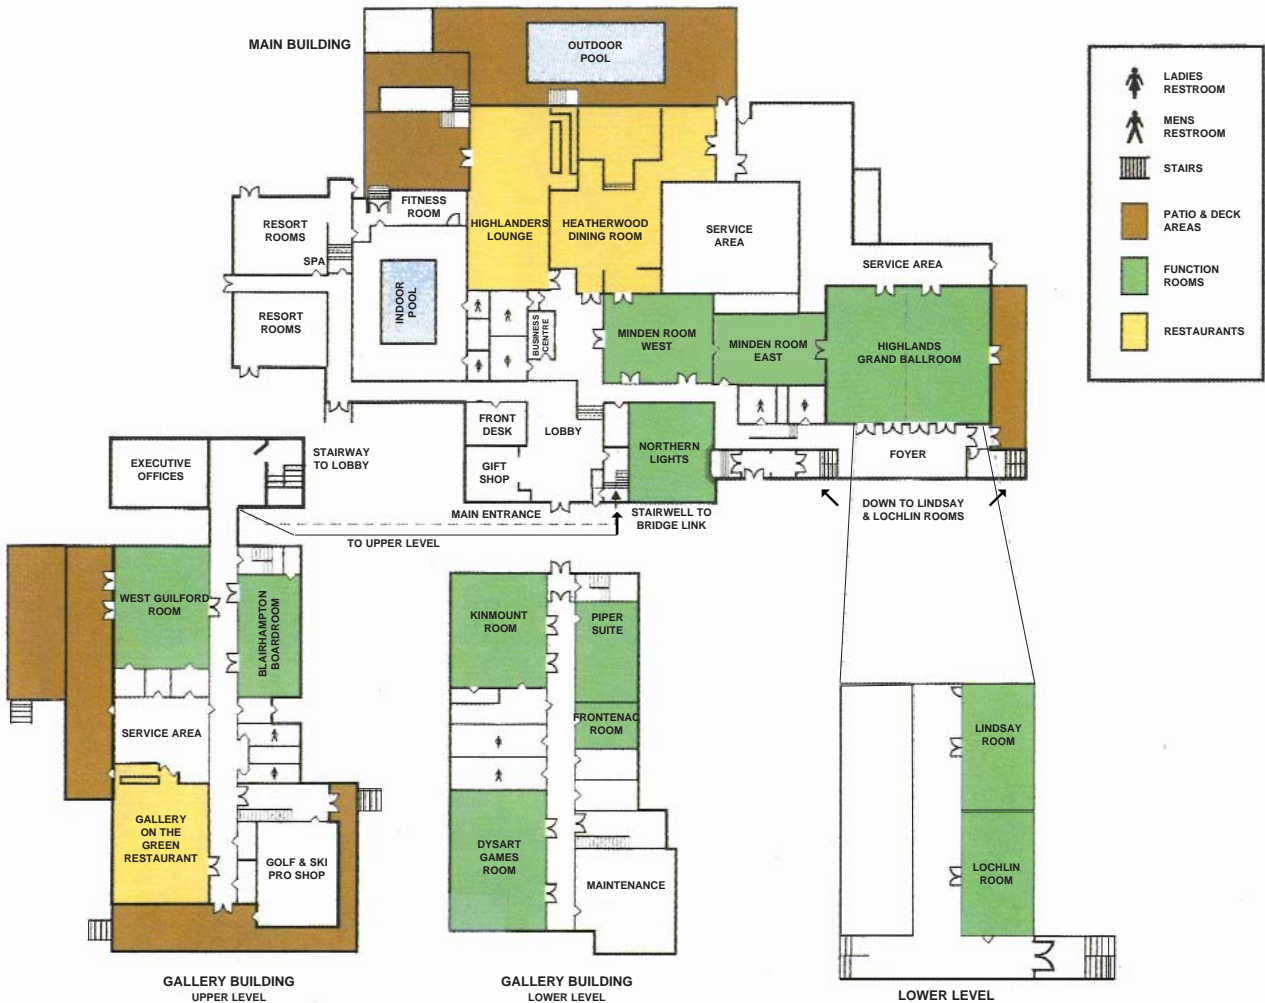 MAIN BUILDING
OUTDOOR
POOL
LADIES
RESTROOM
MENS
RESTROOM
STAIRS
PATIO & DECK
AREAS
FUNCTION
ROOMS
RESTAURANTS
FITNESS
ROOM
RESORT
ROOMS
SPA
HIGHLANDERS
LOUNGE
HEATHERWOOD
DINING ROOM
SERVICE
AREA
SERVICE AREA
INDOOR
POOL
RESORT
ROOMS
BUSINESS
CENTRE
MINDEN ROOM
WEST
MINDEN ROOM
EAST
HIGHLANDS
GRAND BALLROOM
FRONT
DESK
LOBBY
GIFT
SHOP
NORTHERN
LIGHTS
FOYER
MAIN ENTRANCE
STAIRWELL TO
BRIDGE LINK
DOWN TO LINDSAY
& LOCHLIN ROOMS
EXECUTIVE
OFFICES
STAIRWAY
TO LOBBY
TO UPPER LEVEL
WEST GUILFORD
ROOM
BLAIRHAMPTON
BOARDROOM
SERVICE AREA
GALLERY
ON THE
GREEN
RESTAURANT
GOLF & SKI
PRO SHOP
GALLERY BUILDING
UPPER LEVEL
KINMOUNT
ROOM
PIPER
SUITE
FRONTENAC
ROOM
DYSART
GAMES
ROOM
MAINTENANCE
GALLERY BUILDING
LOWER LEVEL
LINDSAY
ROOM
LOCHLIN
ROOM
LOWER LEVEL